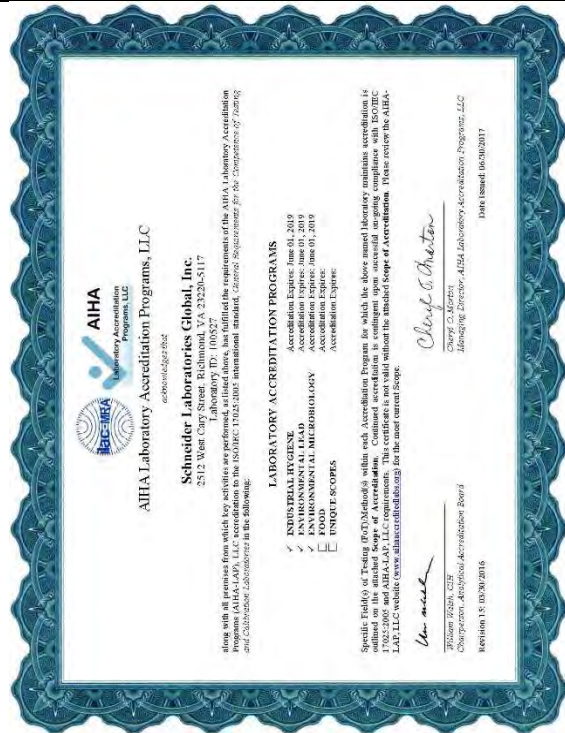 ilac-MRA
AIHA
Laboratory Accreditation
Programs, LLC
AIHA Laboratory Accreditation Programs, LLC
acknowledges that
Schneider Laboratories Global, Inc.
2512 West Cary Street, Richmond, VA 23220-5117
Laboratory ID: 100527
along with all premises from which key activities are performed, as listed above, has fulfilled the requirements of the AIHA Laboratory Accreditation
Programs (AIHA-LAP), LLC accreditation to the ISO/IEC 17025:2005 international standard, General Requirements for the Competence of Testing
and Calibration Laboratories in the following:
LABORATORY ACCREDITATION PROGRAMS
✓ INDUSTRIAL HYGIENE Accreditation Expires: June 01, 2019
✓ ENVIRONMENTAL LEAD Accreditation Expires: June 01, 2019
✓ ENVIRONMENTAL MICROBIOLOGY Accreditation Expires: June 01, 2019
☐ FOOD Accreditation Expires:
☐ UNIQUE SCOPES Accreditation Expires:
Specific Field(s) of Testing (FoT)/Method(s) within each Accreditation Program for which the above named laboratory maintains accreditation is
outlined on the attached Scope of Accreditation. Continued accreditation is contingent upon successful on-going compliance with ISO/IEC
17025:2005 and AIHA-LAP, LLC requirements. This certificate is not valid without the attached Scope of Accreditation. Please review the AIHA-
LAP, LLC website (www.aihaaccreditedlabs.org) for the most current Scope.
Cheryl O. Morton
William Walsh, CIH
Chairperson, Analytical Accreditation Board
Cheryl O. Morton
Managing Director, AIHA Laboratory Accreditation Programs, LLC
Revision 15: 03/30/2016
Date Issued: 06/30/2017